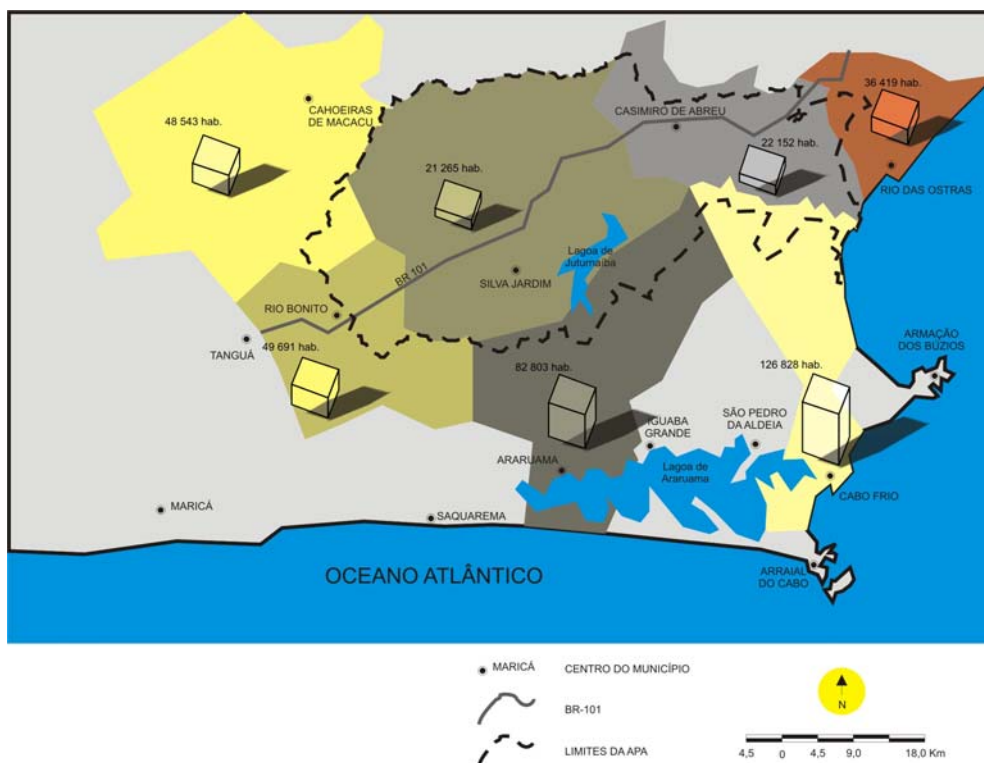 36 419 hab.
CAHOEIRAS
DE MACACU
CASIMIRO DE ABREU
48 543 hab.
22 152 hab.
21 265 hab.
RIO DAS OSTRAS
Lagoa de
Juturnaíba
BR 101
SILVA JARDIM
RIO BONITO
TANGUÁ
49 691 hab.
ARMAÇÃO
DOS BÚZIOS
82 803 hab.
126 828 hab.
SÃO PEDRO
DA ALDEIA
IGUABA
GRANDE
ARARUAMA
Lagoa de
Araruama
CABO FRIO
MARICÁ
SAQUAREMA
ARRAIAL
DO CABO
OCEANO ATLÂNTICO
MARICÁ CENTRO DO MUNICÍPIO
BR-101
N
LIMITES DA APA
4,5 0 4,5 9,0 18,0 Km